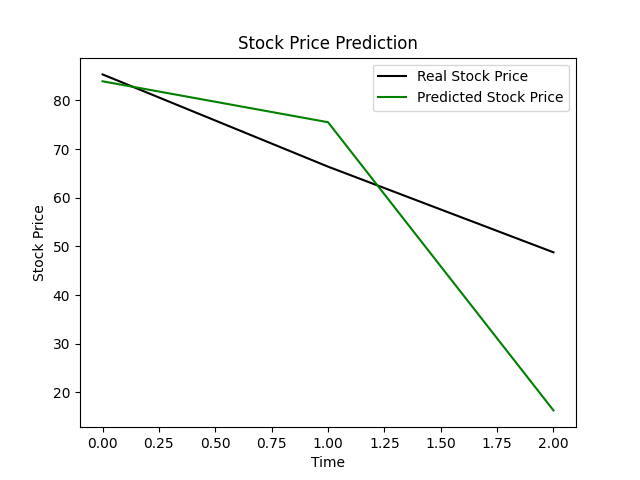 Stock Price Prediction
Real Stock Price
Predicted Stock Price
80
70
60
50
40
30
20
Stock Price
0.00 0.25 0.50 0.75 1.00 1.25 1.50 1.75 2.00
Time